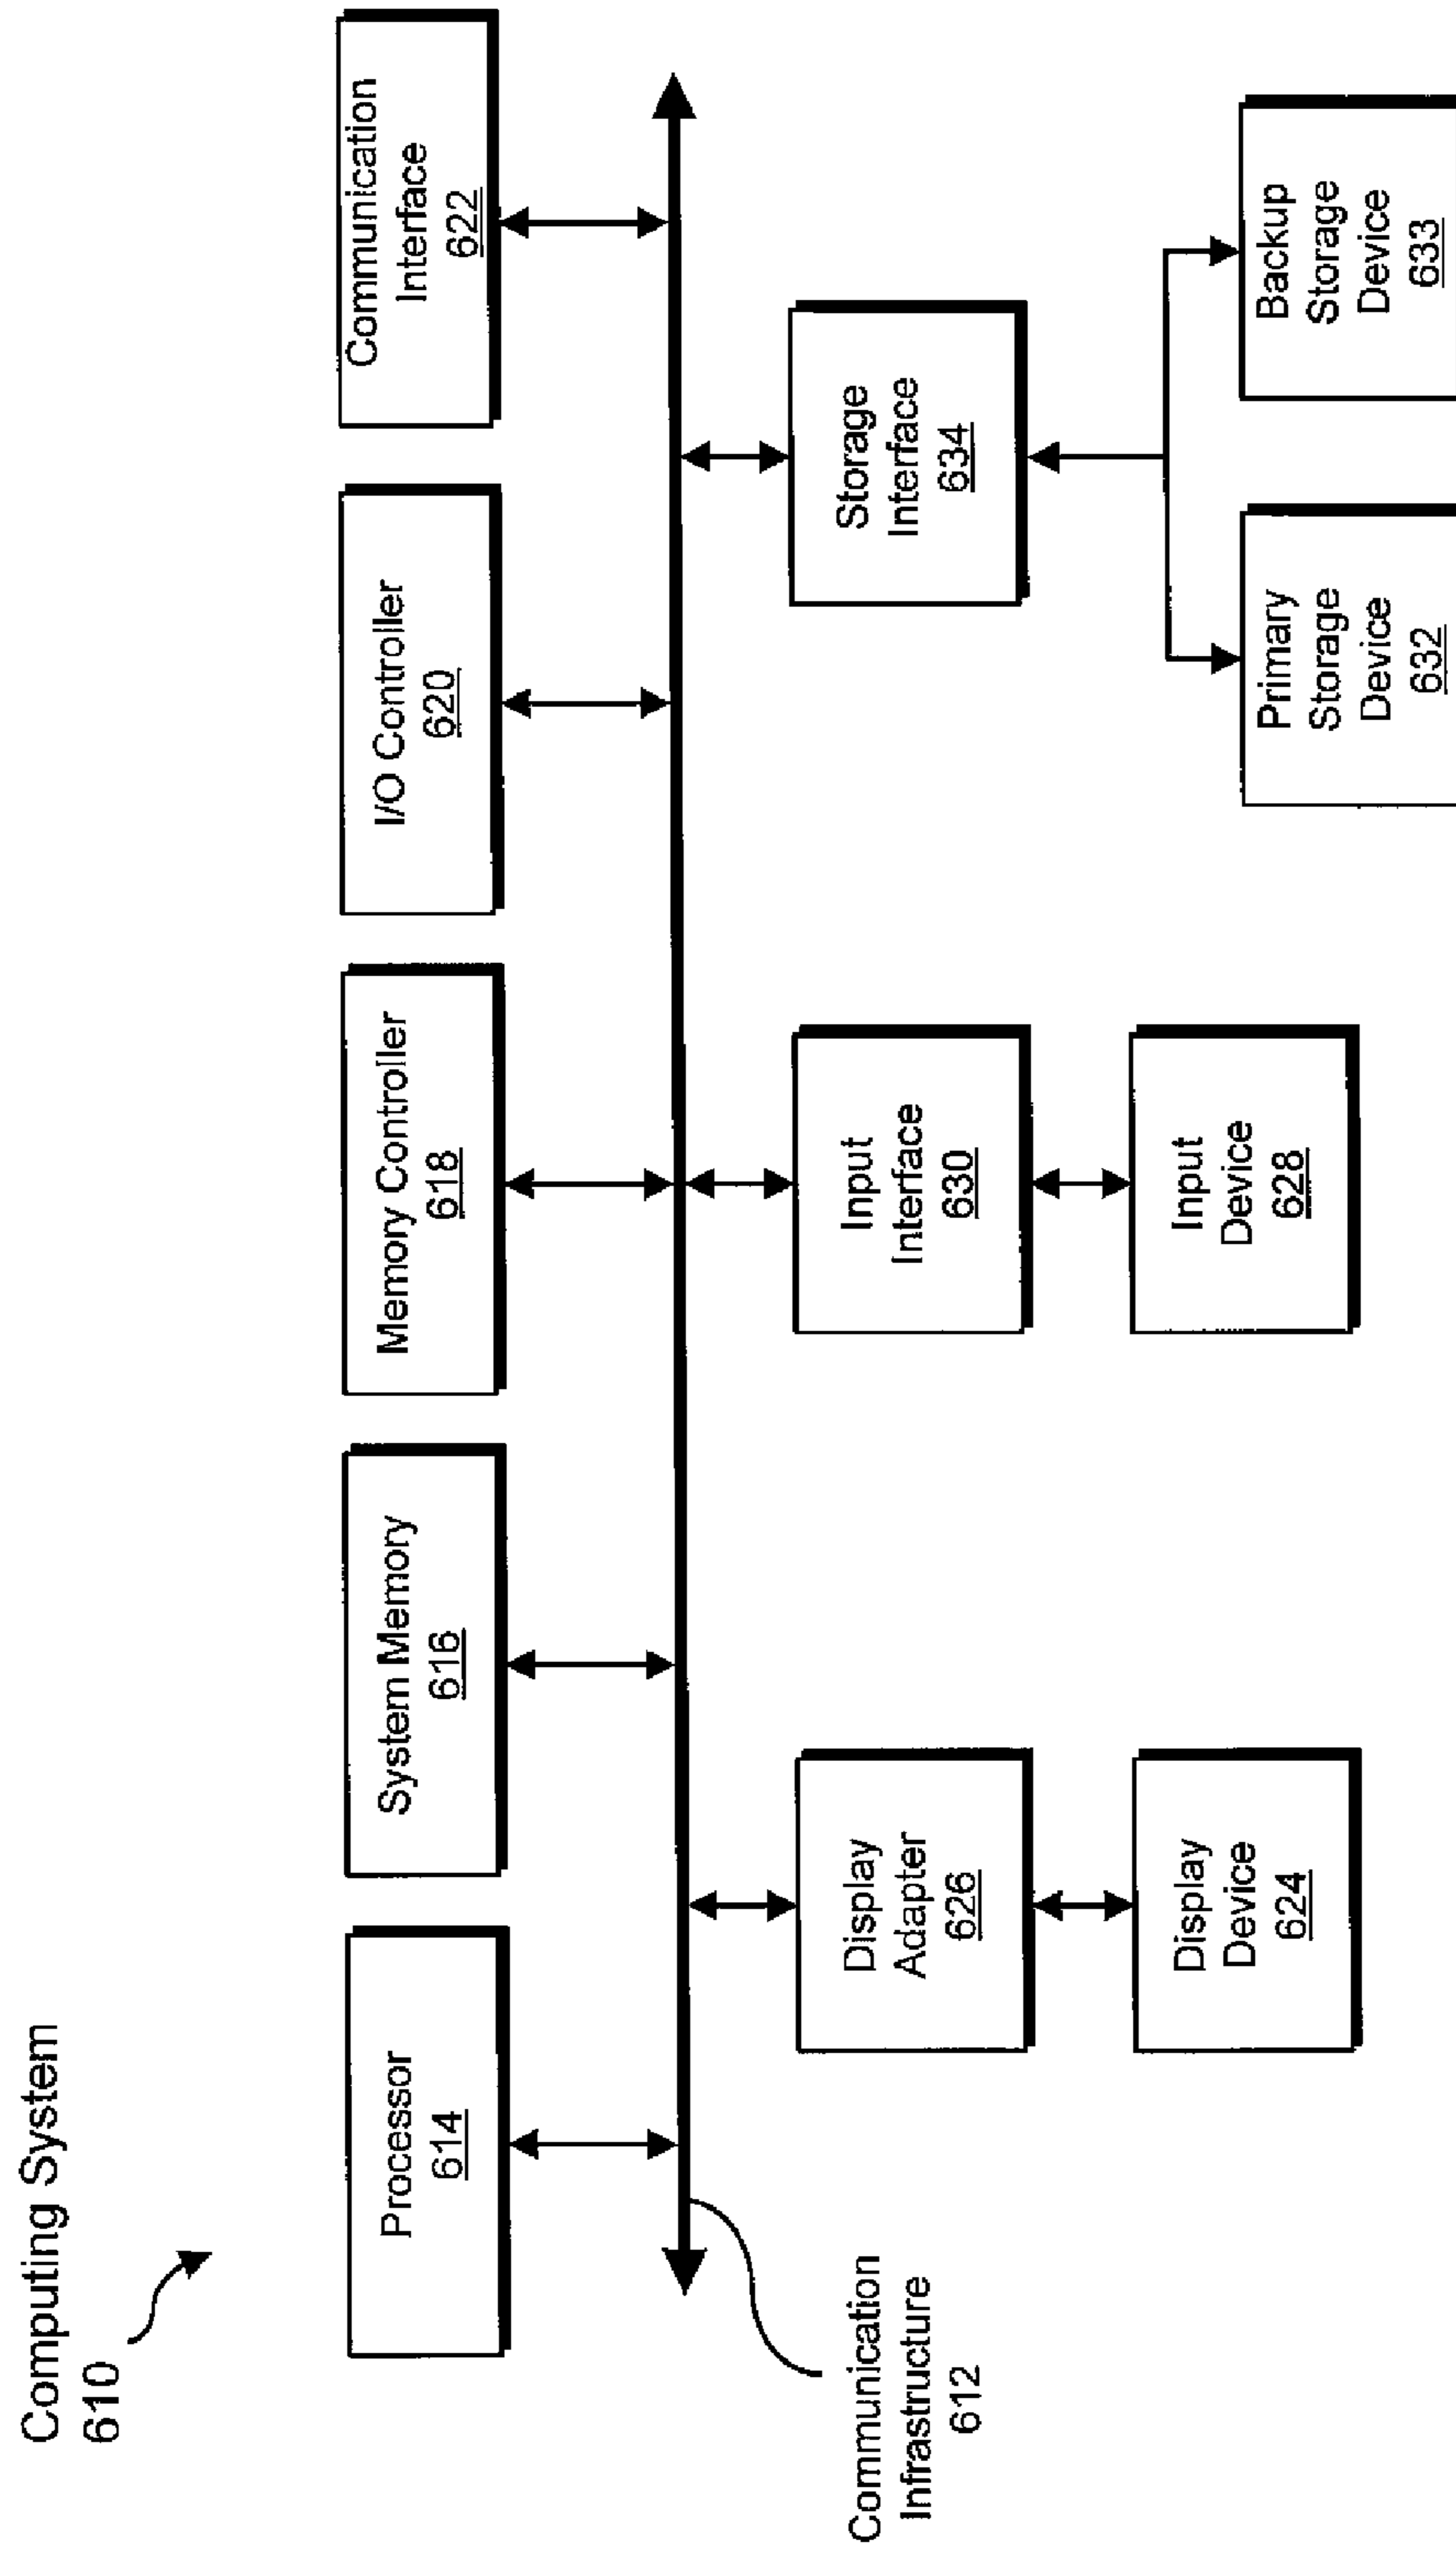 Computing System
610
Processor
614
System Memory
616
Memory Controller
618
I/O Controller
620
Communication
Interface
622
Communication
Infrastructure
612
Display
Adapter
626
Input
Interface
630
Storage
Interface
634
Display
Device
624
Input
Device
628
Primary
Storage
Device
632
Backup
Storage
Device
633